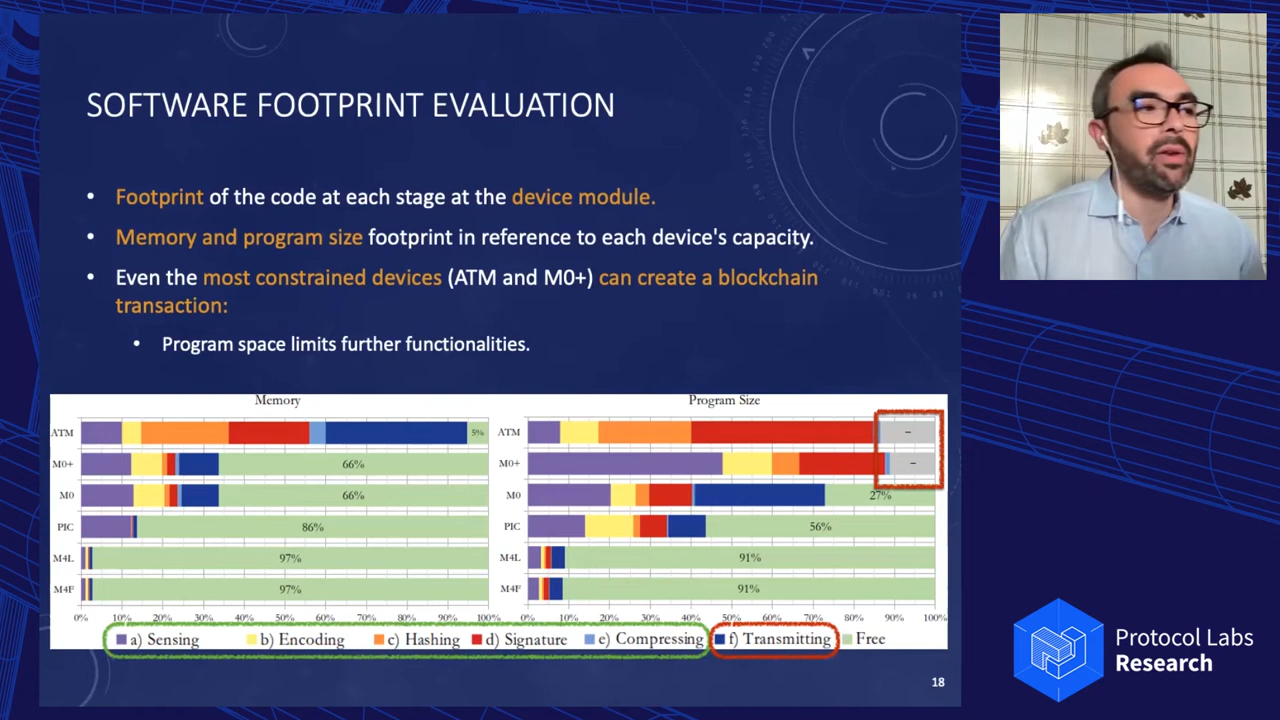 SOFTWARE FOOTPRINT EVALUATION
• Footprint of the code at each stage at the device module.
• Memory and program size footprint in reference to each device's capacity.
• Even the most constrained devices (ATM and M0+) can create a blockchain
transaction:
• Program space limits further functionalities.
Memory
ATM 5%
M0+ 66%
M0 66%
PIC 86%
M4L 97%
M4F 97%
0% 10% 20% 30% 40% 50% 60% 70% 80% 90% 100%
Program Size
ATM –
M0+ –
M0 27%
PIC 56%
M4L 91%
M4F 91%
0% 10% 20% 30% 40% 50% 60% 70% 80% 90% 100%
a) Sensing b) Encoding c) Hashing d) Signature e) Compressing f) Transmitting Free
18
Protocol Labs
Research